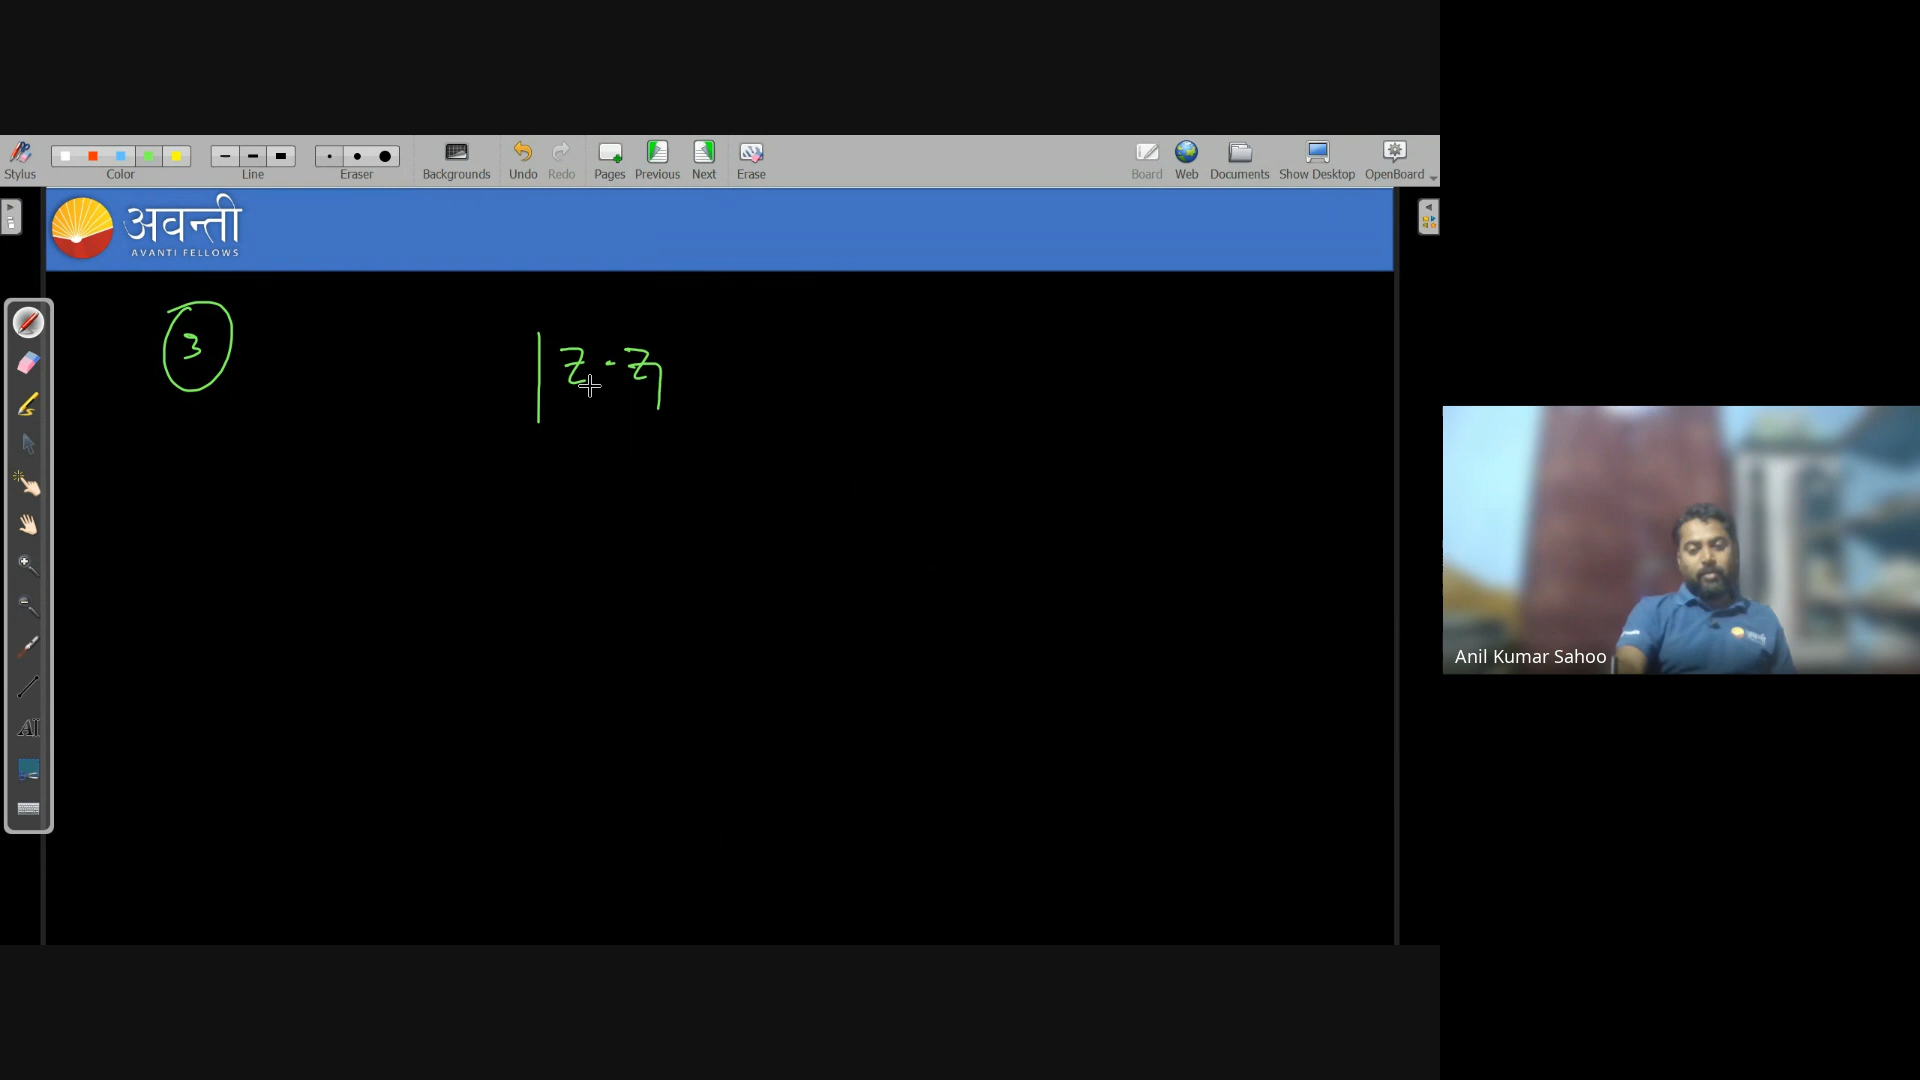 Stylus
Color
Line
Eraser
Backgrounds
Undo
Redo
Pages
Previous
Next
Erase
Board
Web
Documents
Show Desktop
OpenBoard
अवन्ती
AVANTI FELLOWS
3
| z - z
AI
Anil Kumar Sahoo